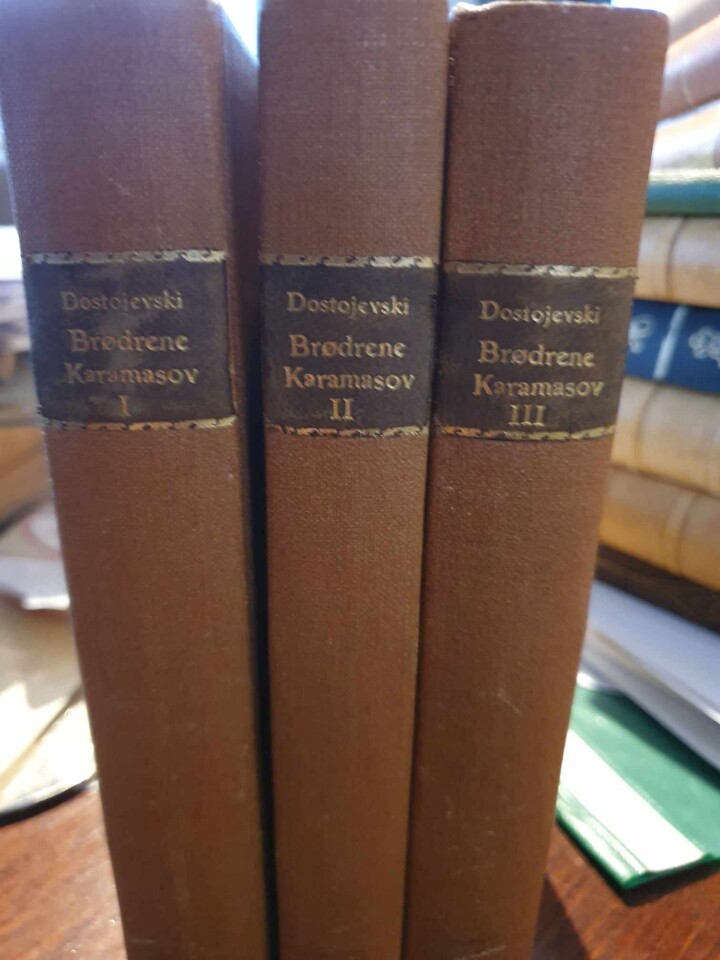 Dostojevski
Brødrene
Karamasov
I
Dostojevski
Brødrene
Karamasov
II
Dostojevski
Brødrene
Karamasov
III